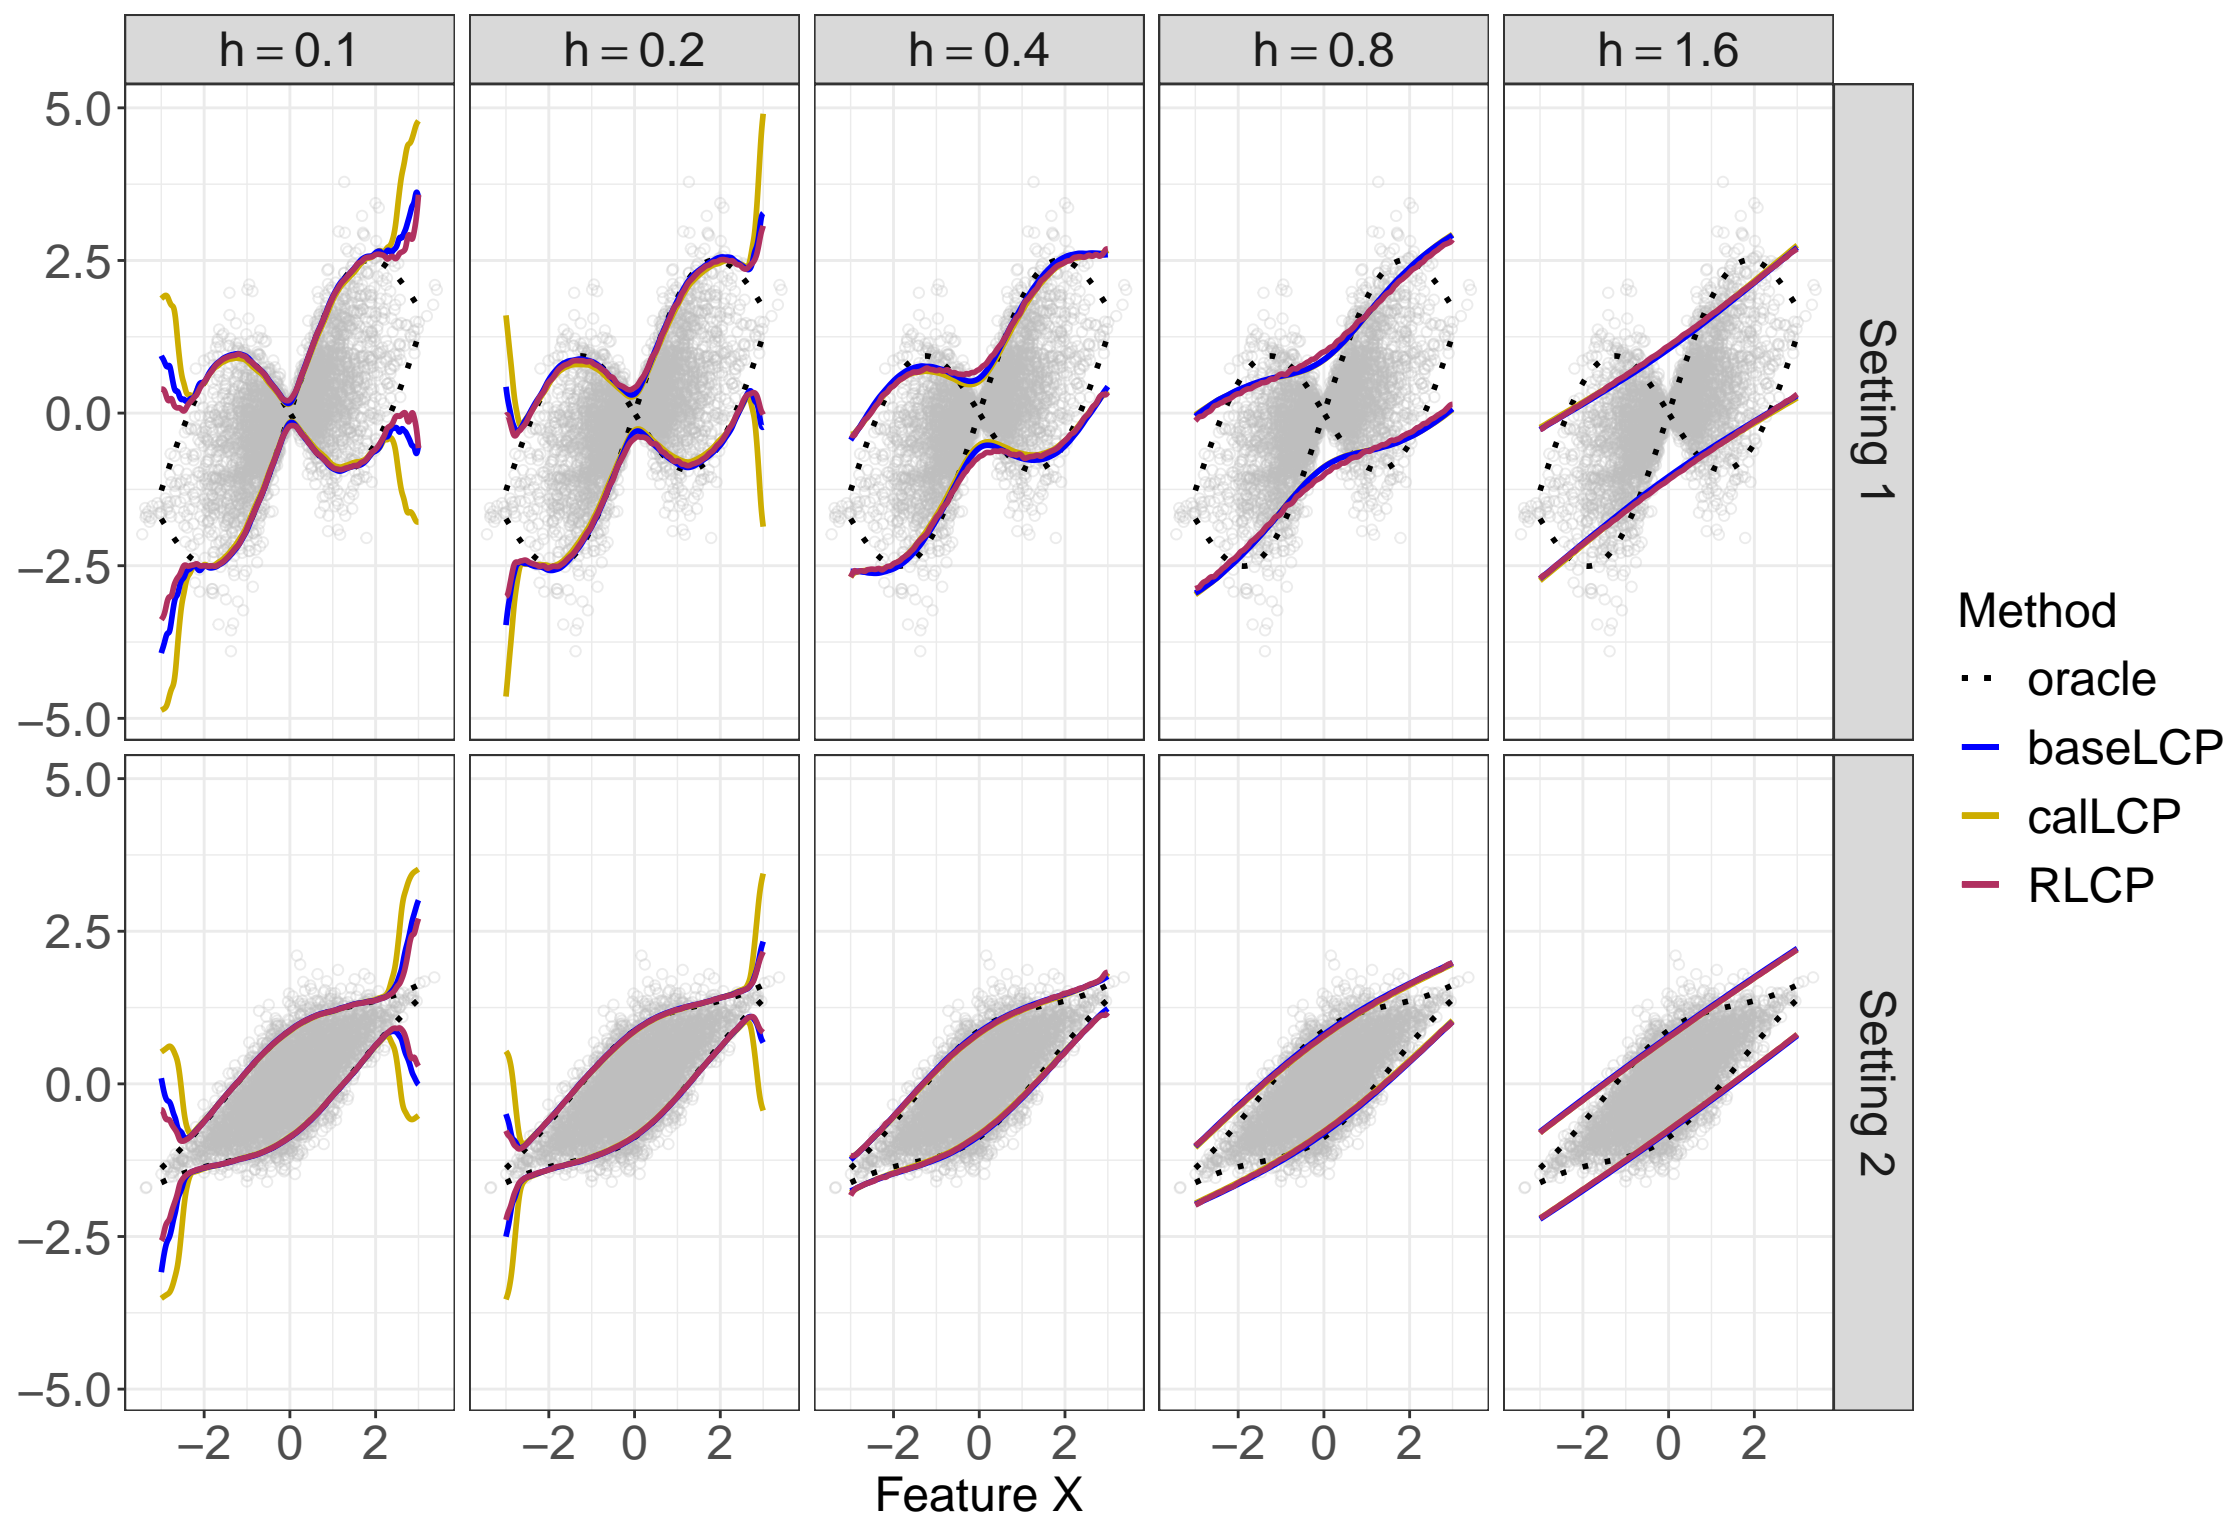 h = 0.1 h = 0.2 h = 0.4 h = 0.8 h = 1.6
5.0
2.5
0.0
−2.5
−5.0
Setting 1
5.0
2.5
0.0
−2.5
−5.0
Setting 2
−2 0 2 −2 0 2 −2 0 2 −2 0 2 −2 0 2
Feature X
Method
oracle
baseLCP
calLCP
RLCP